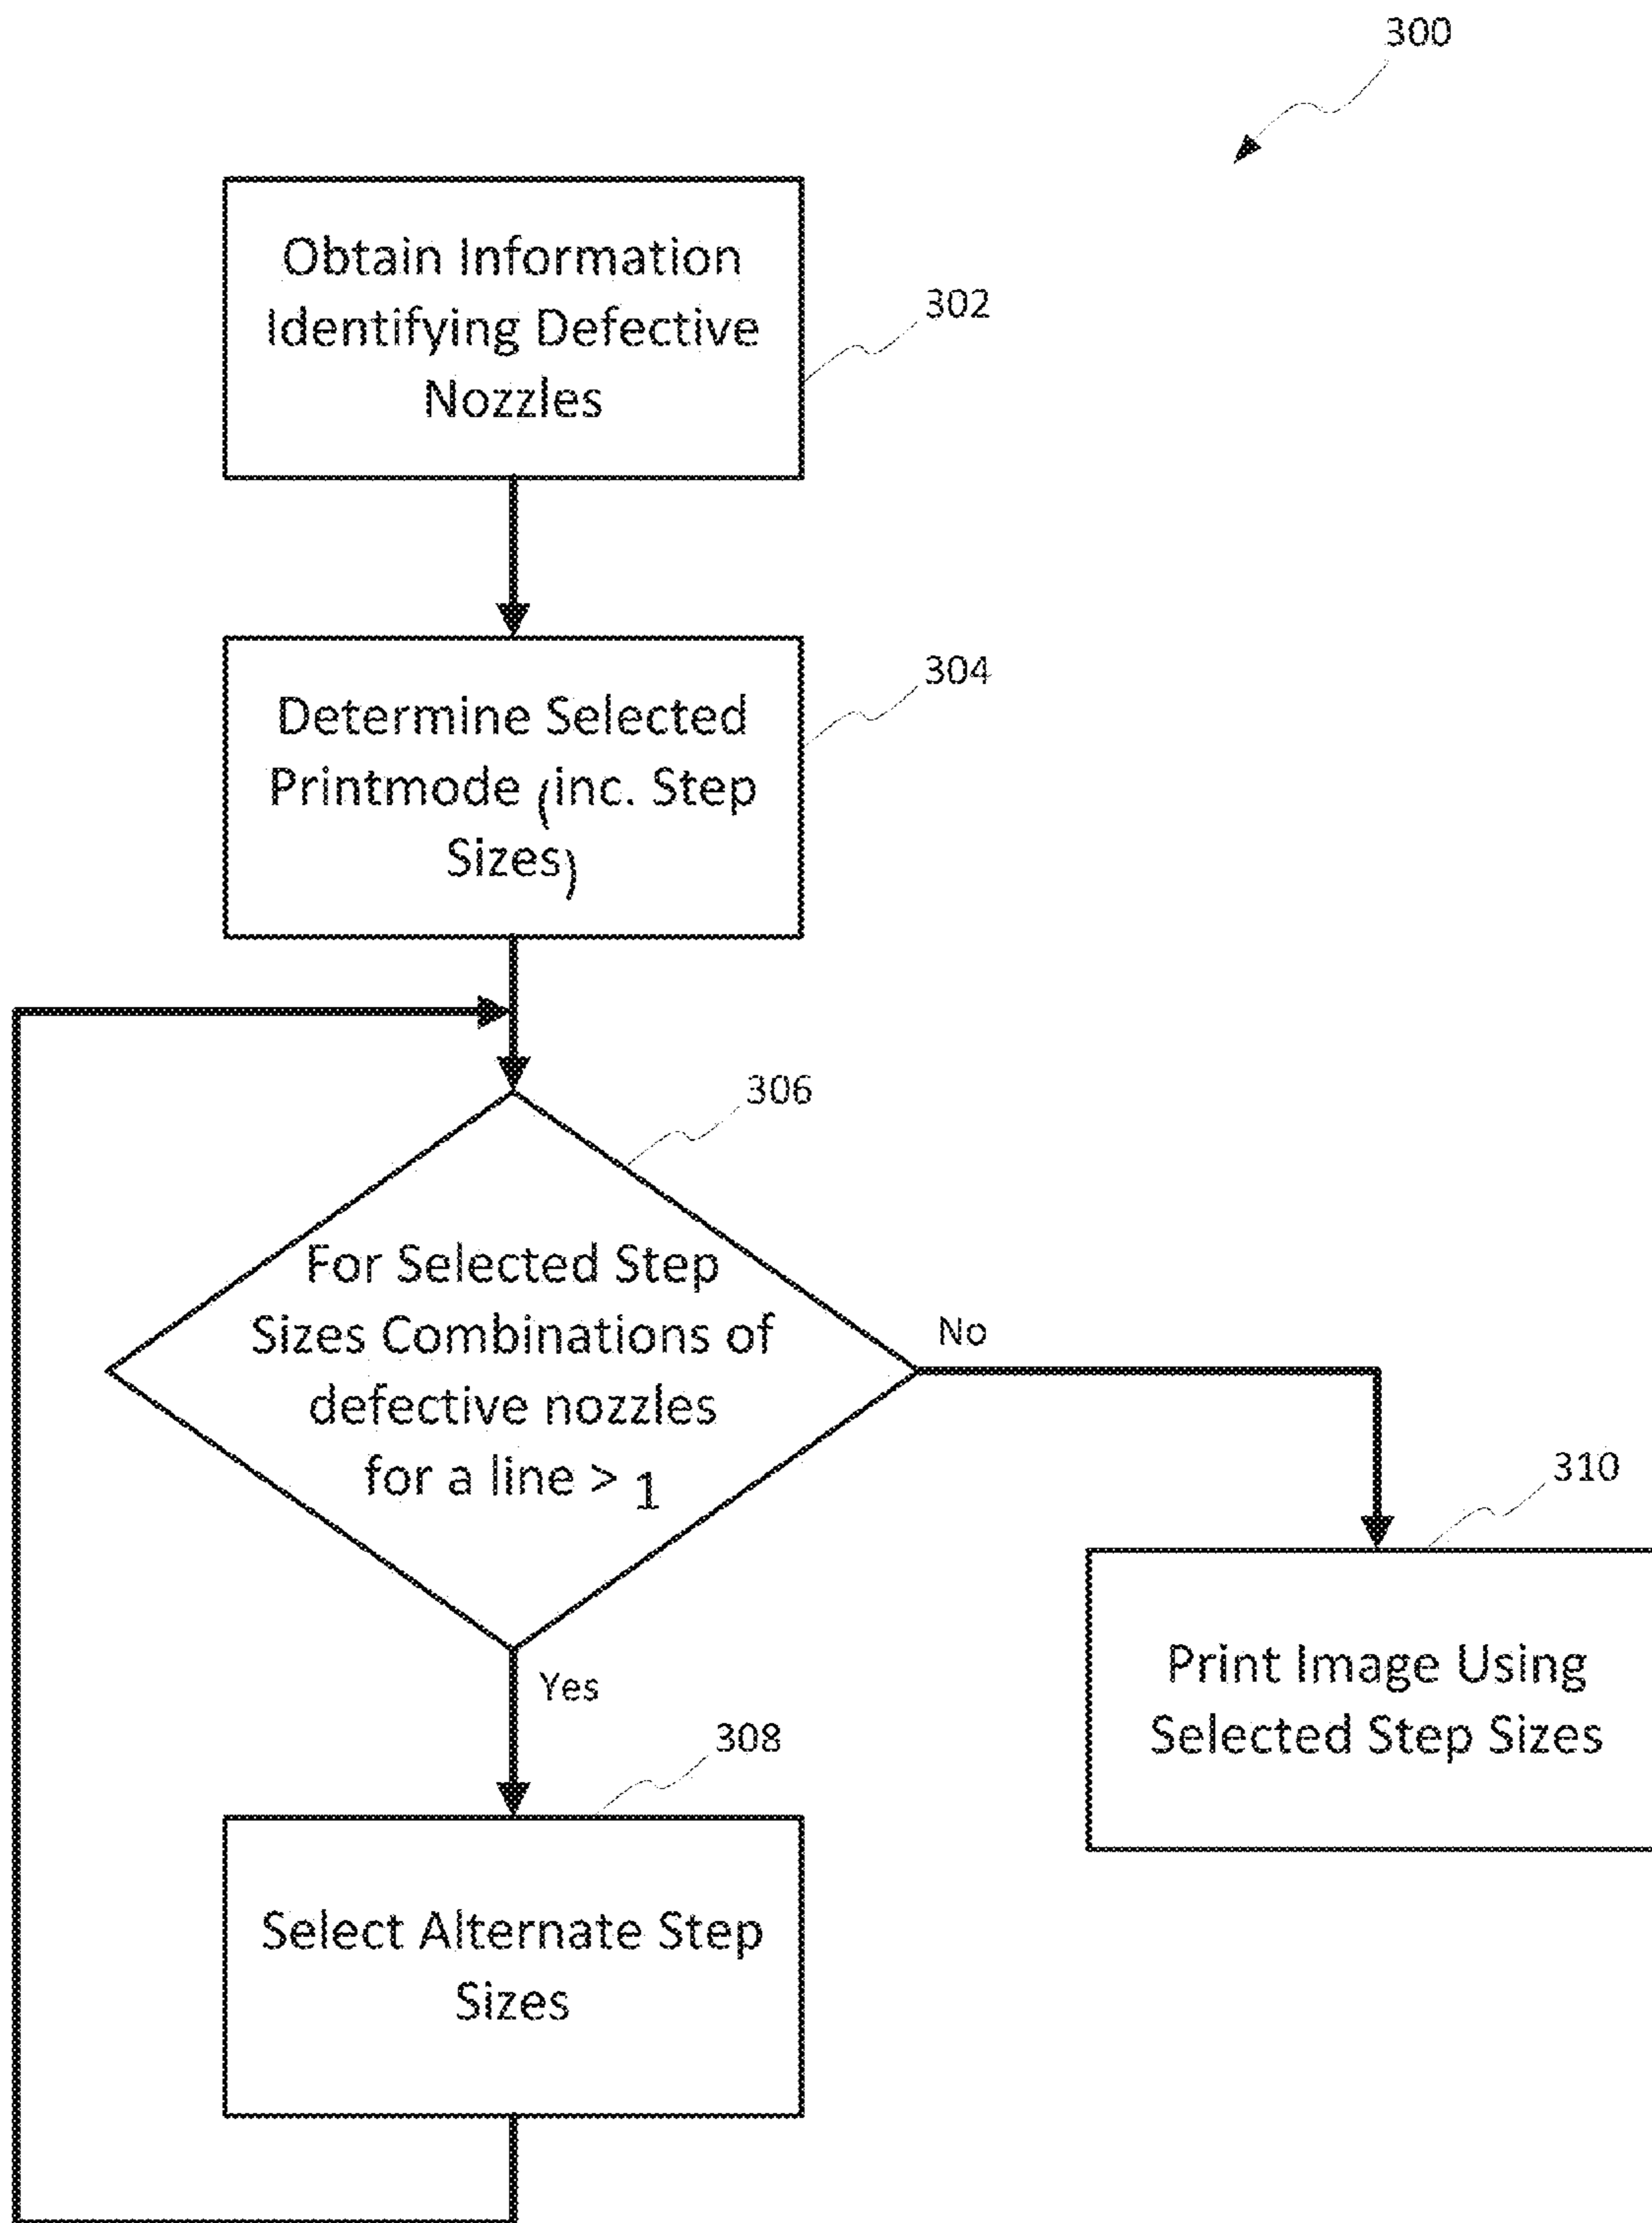 300
Obtain Information
Identifying Defective
Nozzles
302
Determine Selected
Printmode (inc. Step
Sizes)
304
306
For Selected Step
Sizes Combinations of
defective nozzles
for a line > 1
No
Yes
308
Select Alternate Step
Sizes
310
Print Image Using
Selected Step Sizes